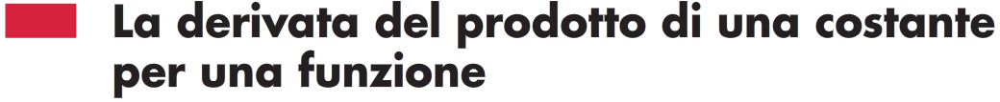 La derivata del prodotto di una costante
per una funzione